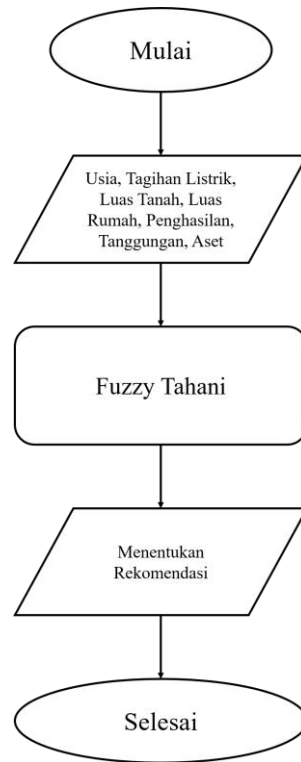 Mulai
Usia, Tagihan Listrik,
Luas Tanah, Luas
Rumah, Penghasilan,
Tanggungan, Aset
Fuzzy Tahani
Menentukan
Rekomendasi
Selesai